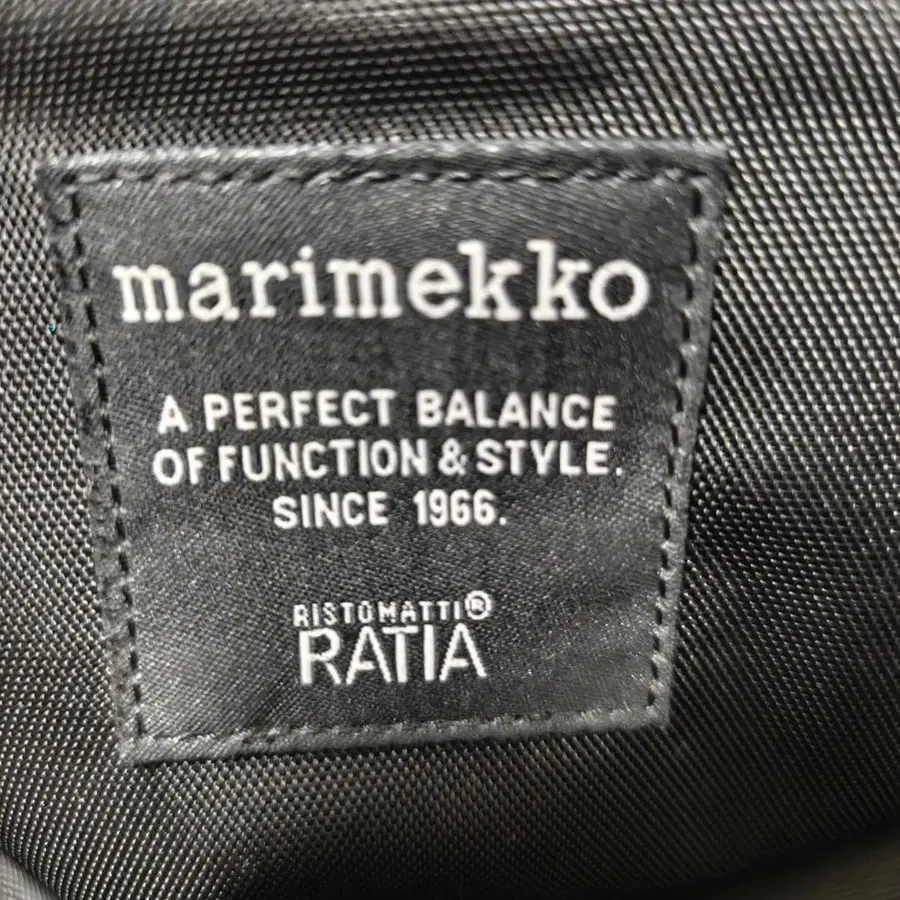 marimekko
A PERFECT BALANCE
OF FUNCTION & STYLE.
SINCE 1966.
RISTOMATTI®
RATIA